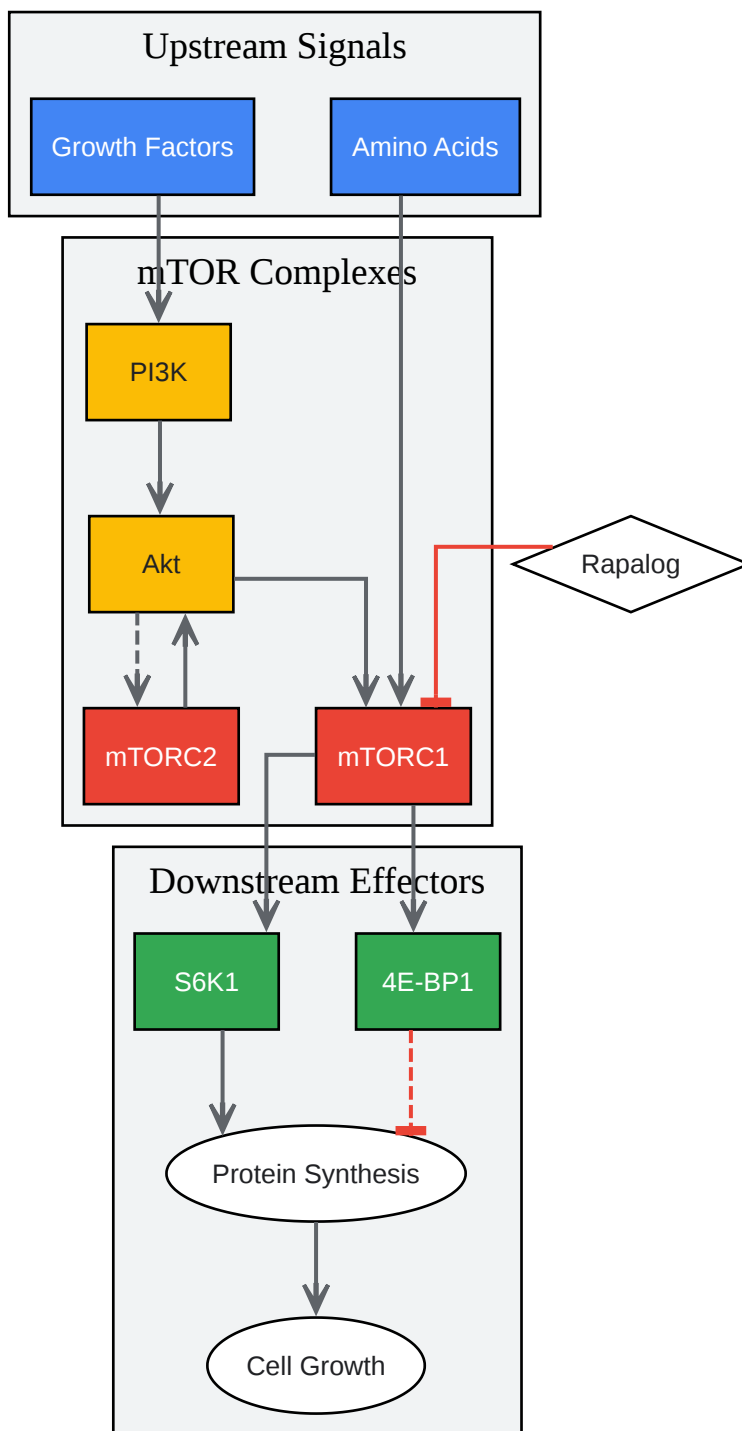 Upstream Signals
Growth Factors
Amino Acids
mTOR Complexes
PI3K
Akt
Rapalog
mTORC2
mTORC1
Downstream Effectors
S6K1
4E-BP1
Protein Synthesis
Cell Growth